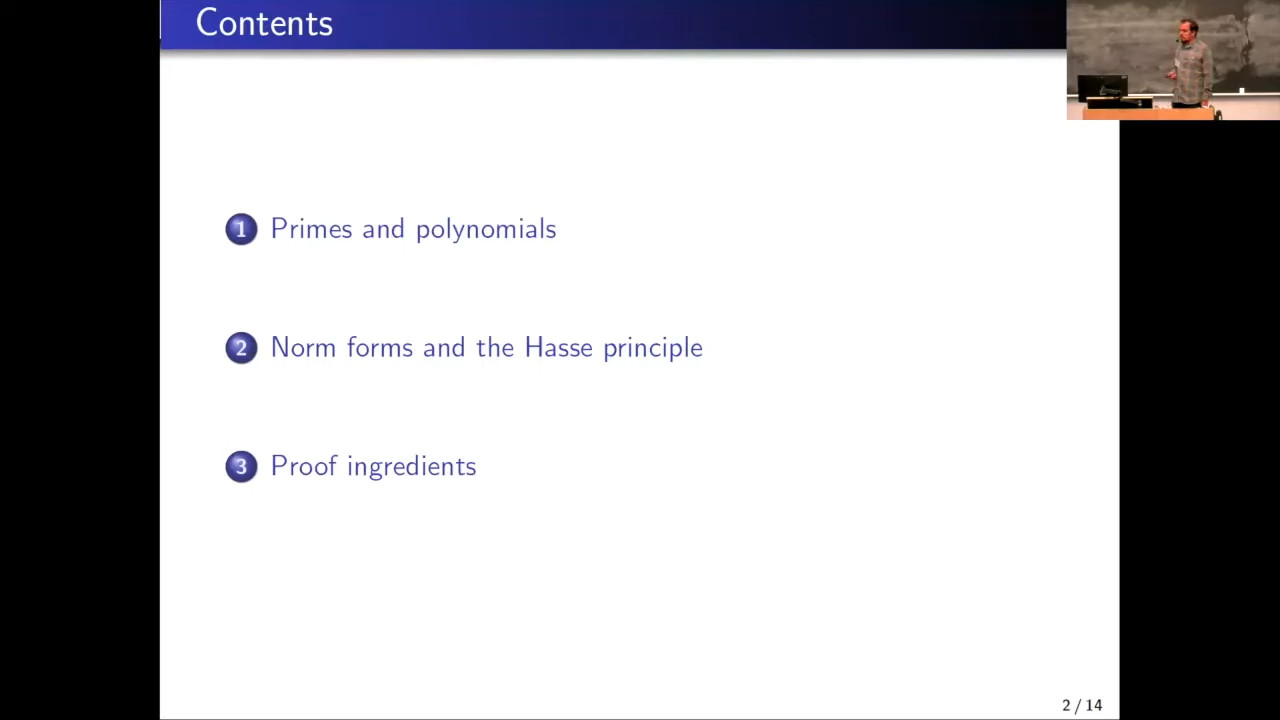 Contents
1 Primes and polynomials
2 Norm forms and the Hasse principle
3 Proof ingredients
2 / 14